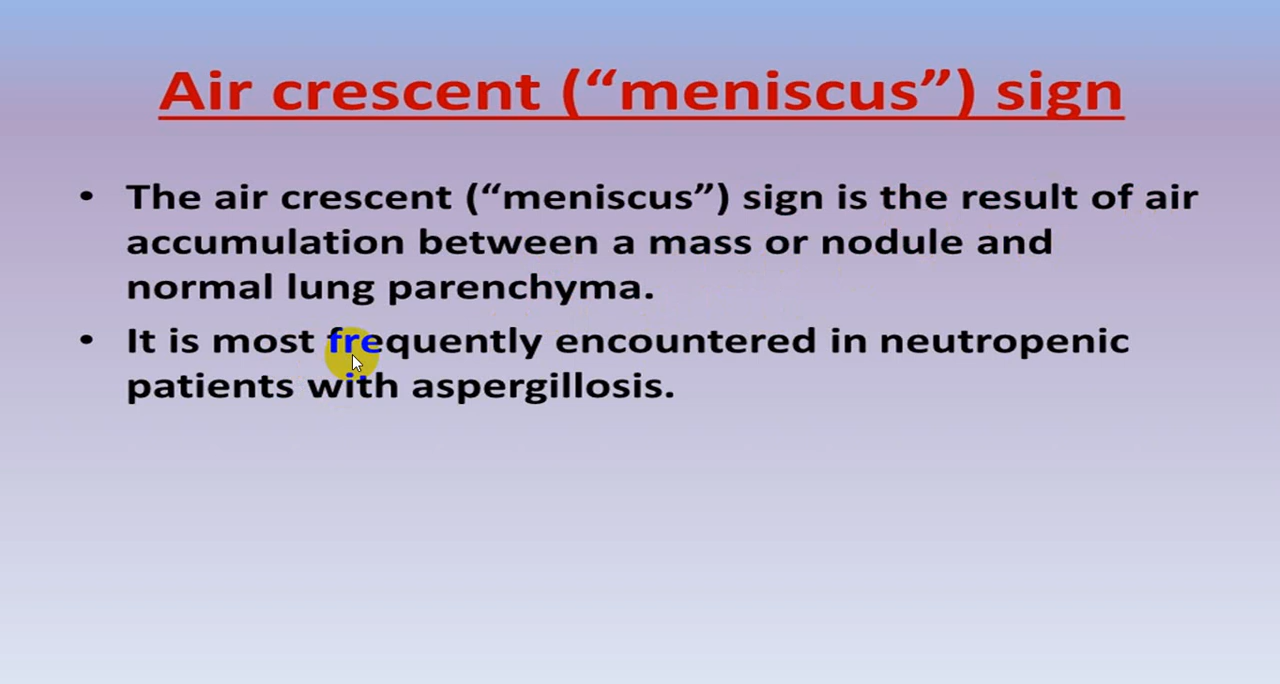 Air crescent (“meniscus”) sign
• The air crescent (“meniscus”) sign is the result of air
accumulation between a mass or nodule and
normal lung parenchyma.
• It is most frequently encountered in neutropenic
patients with aspergillosis.